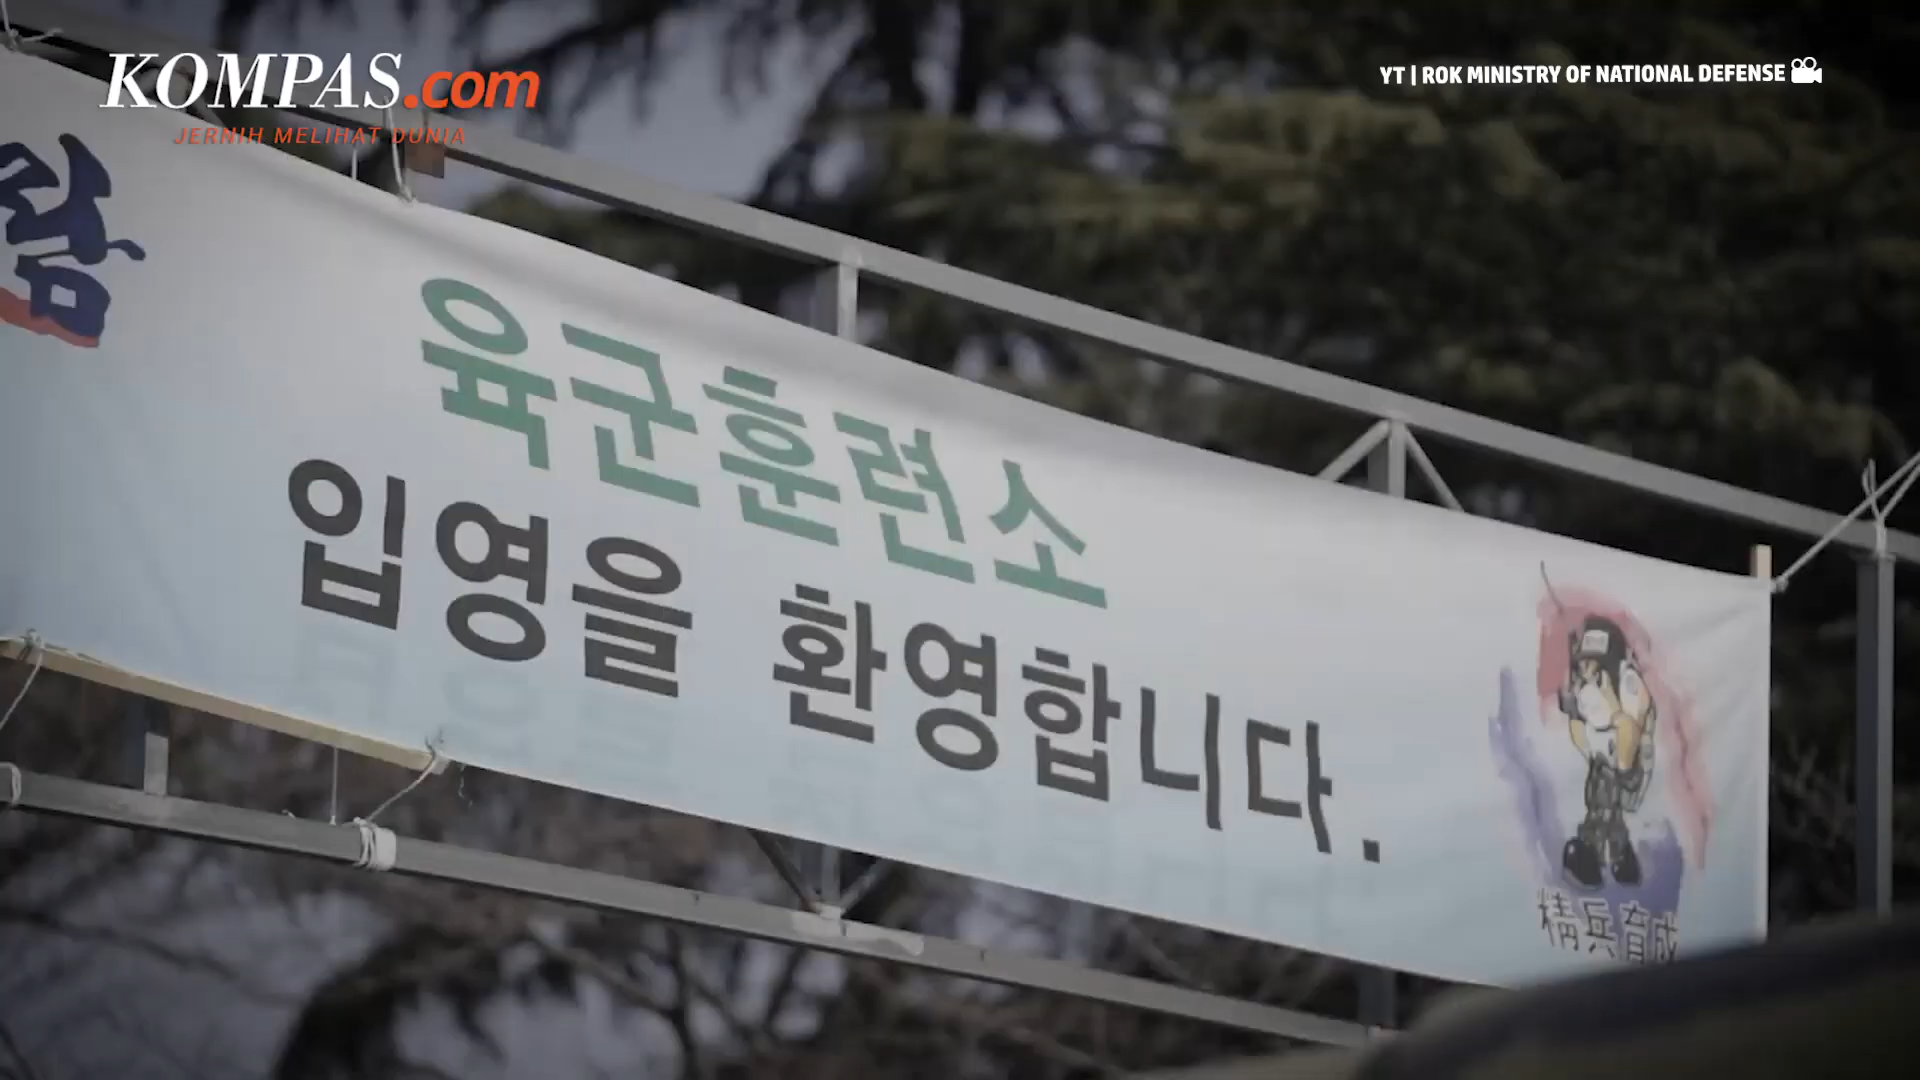 KOMPAS.com
JERNIH MELIHAT DUNIA
YT | ROK MINISTRY OF NATIONAL DEFENSE
육군훈련소
입영을 환영합니다.
精兵育成